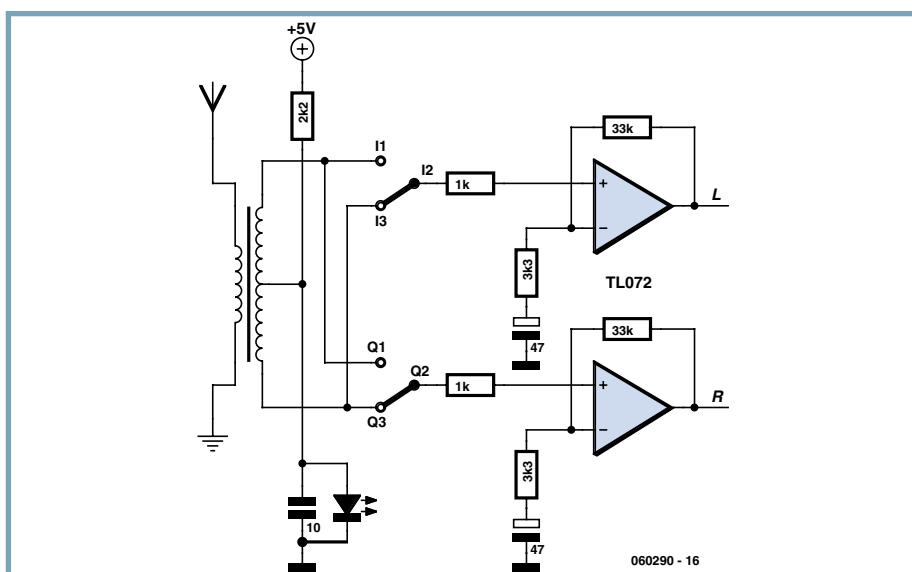 +5V
2k2
I1
I2
I3
1k
33k
+
−
L
3k3
TL072
47
Q1
Q2
Q3
1k
33k
+
−
R
3k3
10
47
060290 - 16